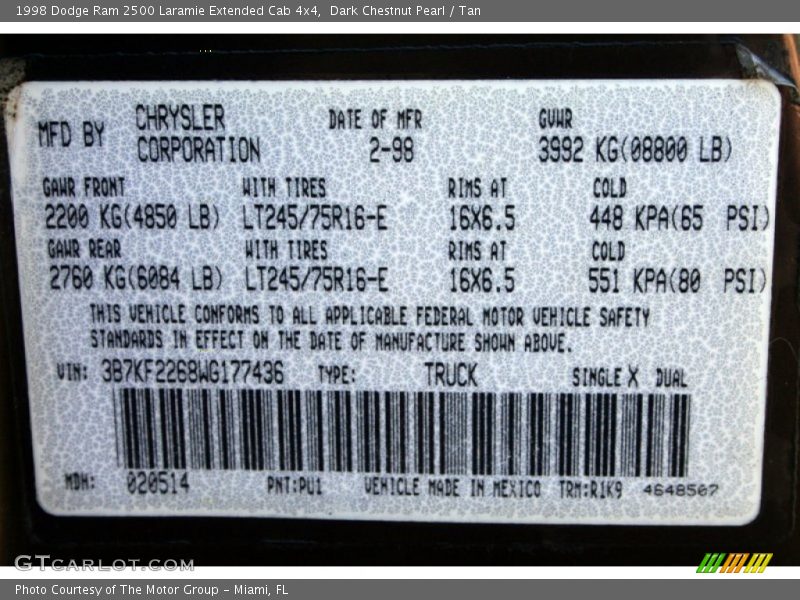 1998 Dodge Ram 2500 Laramie Extended Cab 4x4, Dark Chestnut Pearl / Tan
MFD BY CHRYSLER CORPORATION DATE OF MFR 2-98 GVWR 3992 KG(08800 LB)
GAWR FRONT WITH TIRES RIMS AT COLD
2200 KG(4850 LB) LT245/75R16-E 16X6.5 448 KPA(65 PSI)
GAWR REAR WITH TIRES RIMS AT COLD
2760 KG(6084 LB) LT245/75R16-E 16X6.5 551 KPA(80 PSI)
THIS VEHICLE CONFORMS TO ALL APPLICABLE FEDERAL MOTOR VEHICLE SAFETY
STANDARDS IN EFFECT ON THE DATE OF MANUFACTURE SHOWN ABOVE.
VIN: 3B7KF2268WG177436 TYPE: TRUCK SINGLE X DUAL
MDH: 020514 PNT:PU1 VEHICLE MADE IN MEXICO TRM:R1K9 4648507
GTCARLOT.COM
Photo Courtesy of The Motor Group - Miami, FL